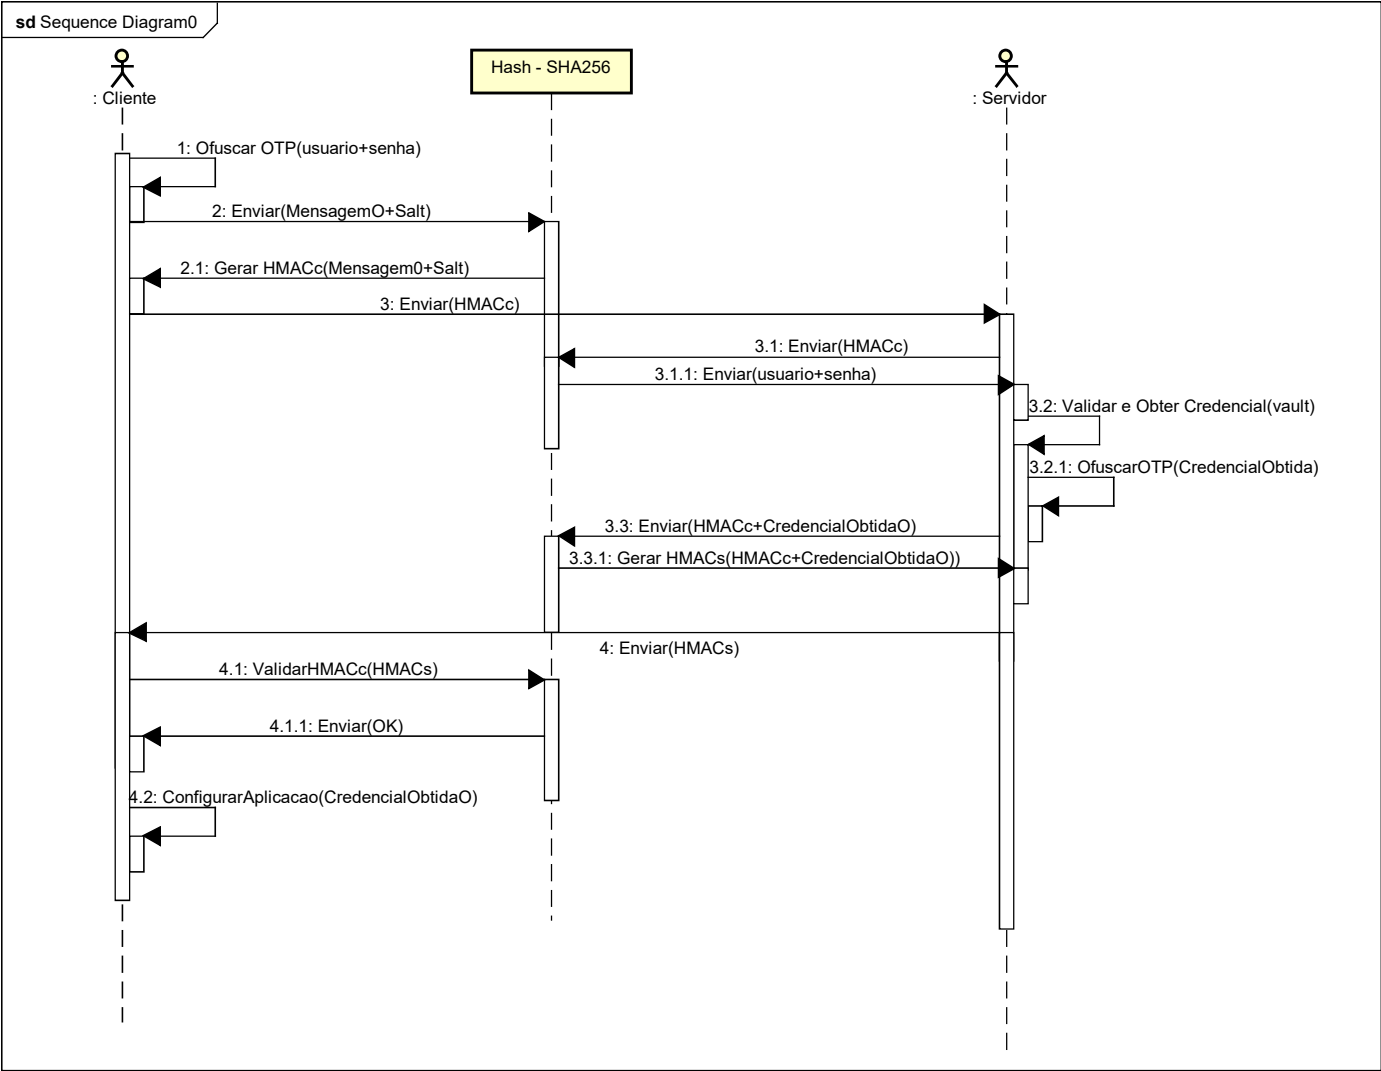 sd Sequence Diagram0
: Cliente
Hash - SHA256
: Servidor
1: Ofuscar OTP(usuario+senha)
2: Enviar(MensagemO+Salt)
2.1: Gerar HMACc(Mensagem0+Salt)
3: Enviar(HMACc)
3.1: Enviar(HMACc)
3.1.1: Enviar(usuario+senha)
3.2: Validar e Obter Credencial(vault)
3.2.1: OfuscarOTP(CredencialObtida)
3.3: Enviar(HMACc+CredencialObtidaO)
3.3.1: Gerar HMACs(HMACc+CredencialObtidaO))
4: Enviar(HMACs)
4.1: ValidarHMACc(HMACs)
4.1.1: Enviar(OK)
4.2: ConfigurarAplicacao(CredencialObtidaO)